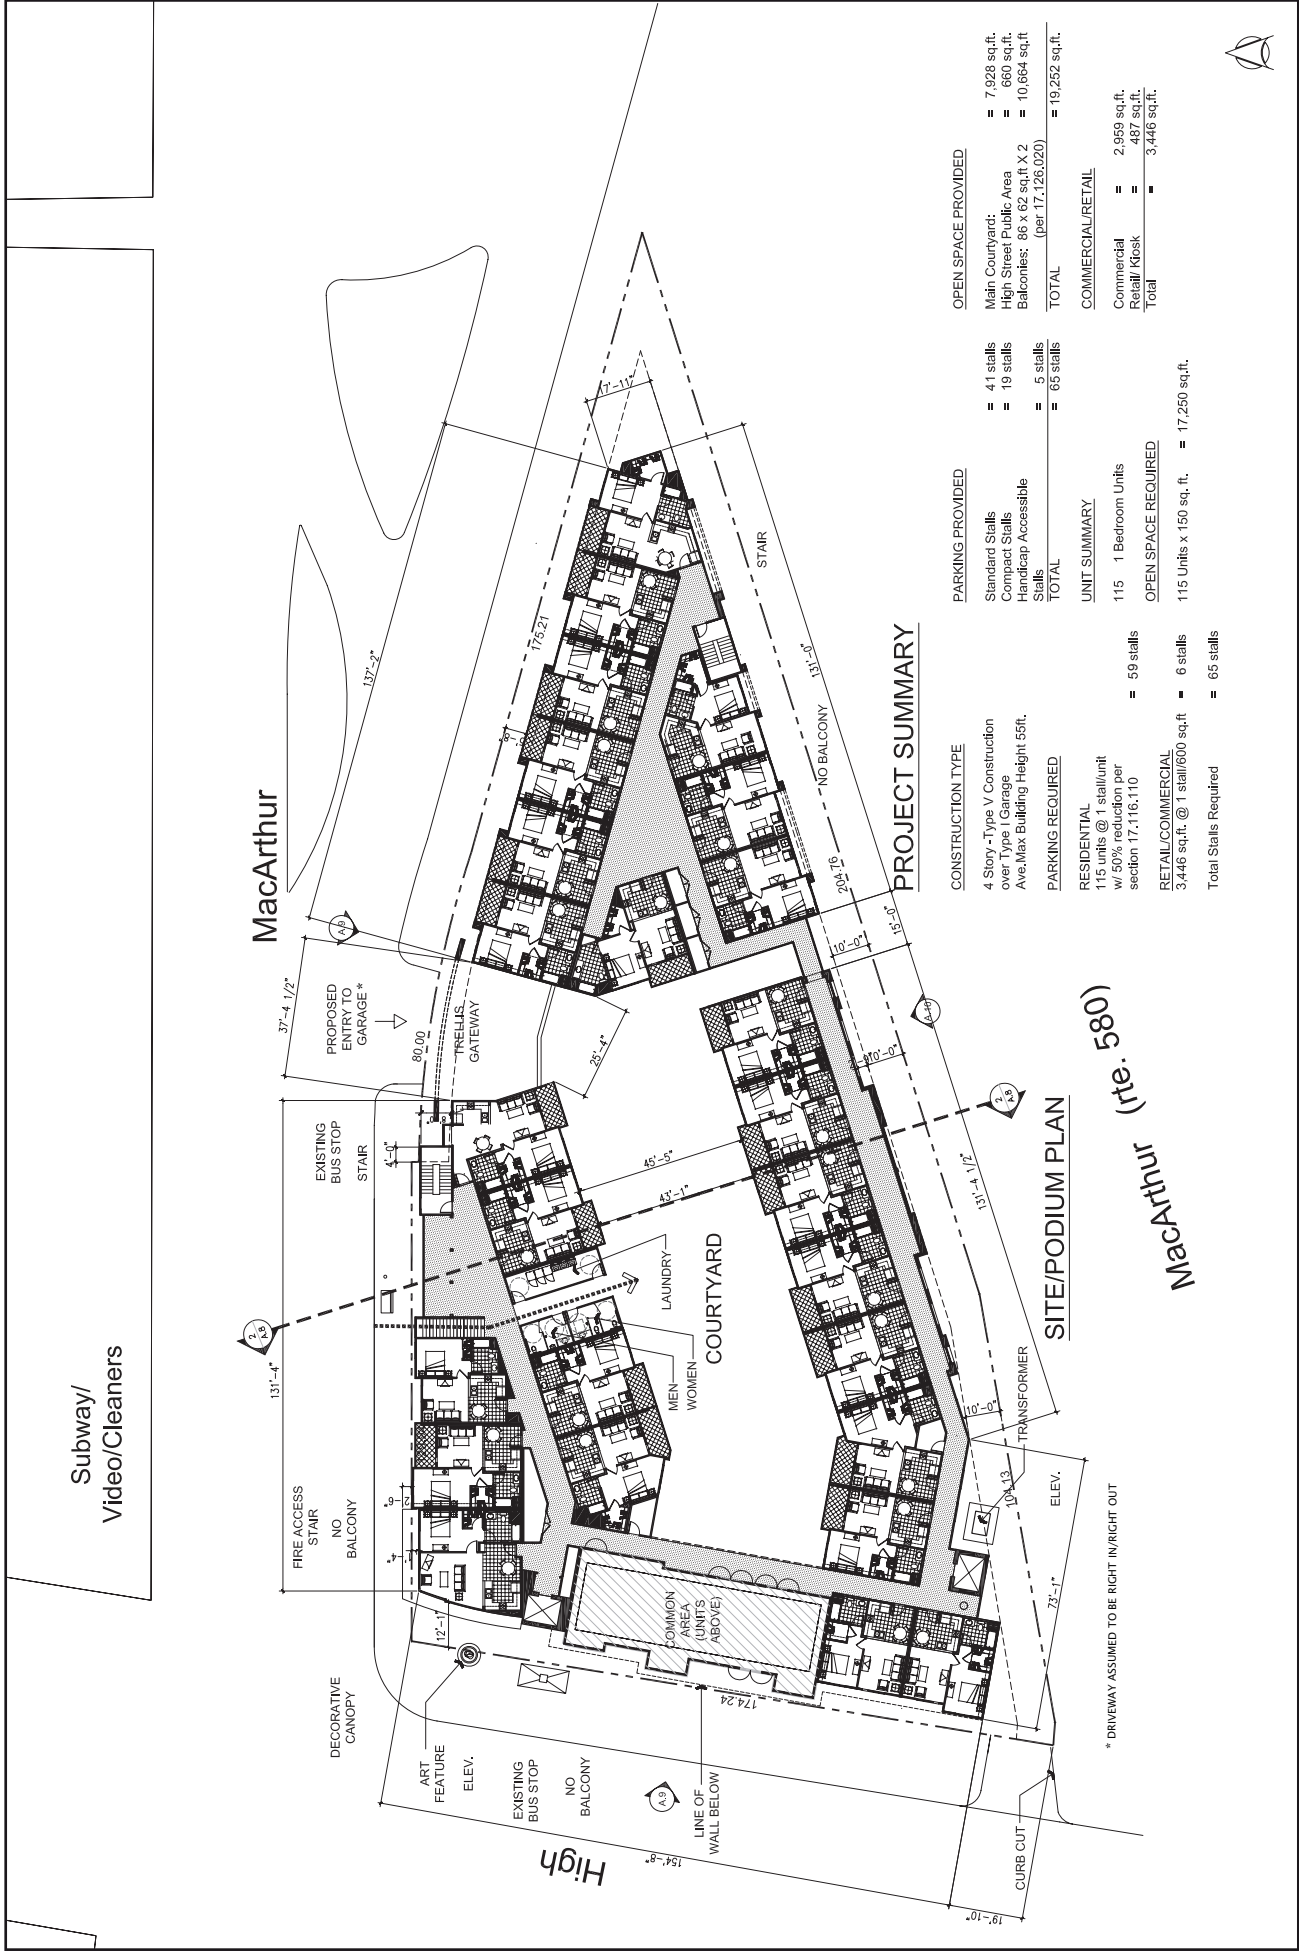 Subway/
Video/Cleaners
MacArthur
High
MacArthur (rte. 580)
DECORATIVE
CANOPY
FIRE ACCESS
STAIR
NO
BALCONY
EXISTING
BUS STOP
STAIR
PROPOSED
ENTRY TO
GARAGE *
TRELLIS
GATEWAY
ART
FEATURE
ELEV.
EXISTING
BUS STOP
NO
BALCONY
LINE OF
WALL BELOW
CURB CUT
COMMON
AREA
(UNITS
ABOVE)
MEN
WOMEN
LAUNDRY
COURTYARD
TRANSFORMER
ELEV.
STAIR
NO BALCONY
131'-4"
37'-4 1/2"
137'-2"
175.21
80.00
4'-0"
12'-1"
25'-4"
45'-5"
43'-1"
17'-11"
131'-0"
204.76
15'-0"
10'-0"
131'-4 1/2"
10'-0"
104.13
73'-1"
174.24
154'-8"
19'-10"
2
A.8
2
A.8
A.9
A.9
A.10
SITE/PODIUM PLAN
* DRIVEWAY ASSUMED TO BE RIGHT IN/RIGHT OUT
PROJECT SUMMARY
CONSTRUCTION TYPE
4 Story -Type V Construction
over Type I Garage
Ave.Max Building Height 55ft.
PARKING REQUIRED
RESIDENTIAL
115 units @ 1 stall/unit
w/ 50% reduction per
section 17.116.110 = 59 stalls
RETAIL/COMMERCIAL
3,446 sq.ft. @ 1 stall/600 sq.ft = 6 stalls
Total Stalls Required = 65 stalls
PARKING PROVIDED
Standard Stalls = 41 stalls
Compact Stalls = 19 stalls
Handicap Accessible
Stalls = 5 stalls
TOTAL = 65 stalls
UNIT SUMMARY
115 1 Bedroom Units
OPEN SPACE REQUIRED
115 Units x 150 sq. ft. = 17,250 sq.ft.
OPEN SPACE PROVIDED
Main Courtyard: = 7,928 sq.ft.
High Street Public Area = 660 sq.ft.
Balconies: 86 x 62 sq.ft X 2 = 10,664 sq.ft
(per 17.126.020)
TOTAL = 19,252 sq.ft.
COMMERCIAL/RETAIL
Commercial = 2,959 sq.ft.
Retail/ Kiosk = 487 sq.ft.
Total = 3,446 sq.ft.